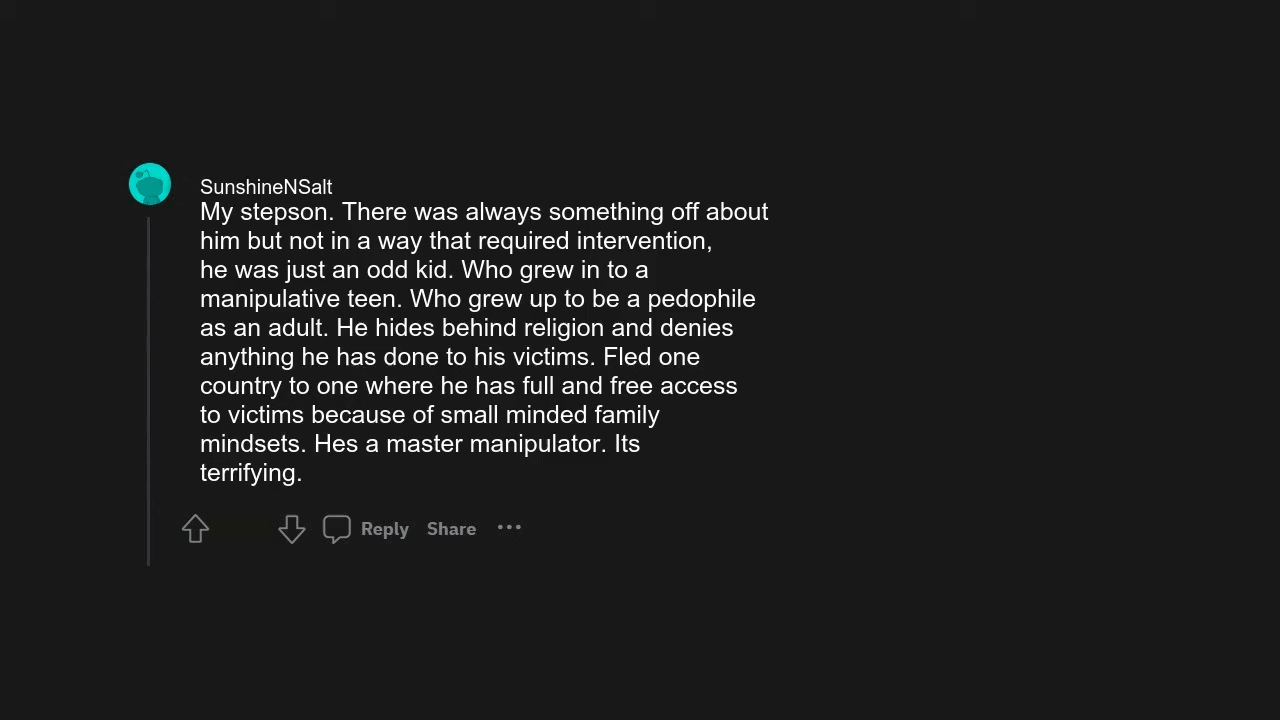 SunshineNSalt
My stepson. There was always something off about
him but not in a way that required intervention,
he was just an odd kid. Who grew in to a
manipulative teen. Who grew up to be a pedophile
as an adult. He hides behind religion and denies
anything he has done to his victims. Fled one
country to one where he has full and free access
to victims because of small minded family
mindsets. Hes a master manipulator. Its
terrifying.
Reply Share